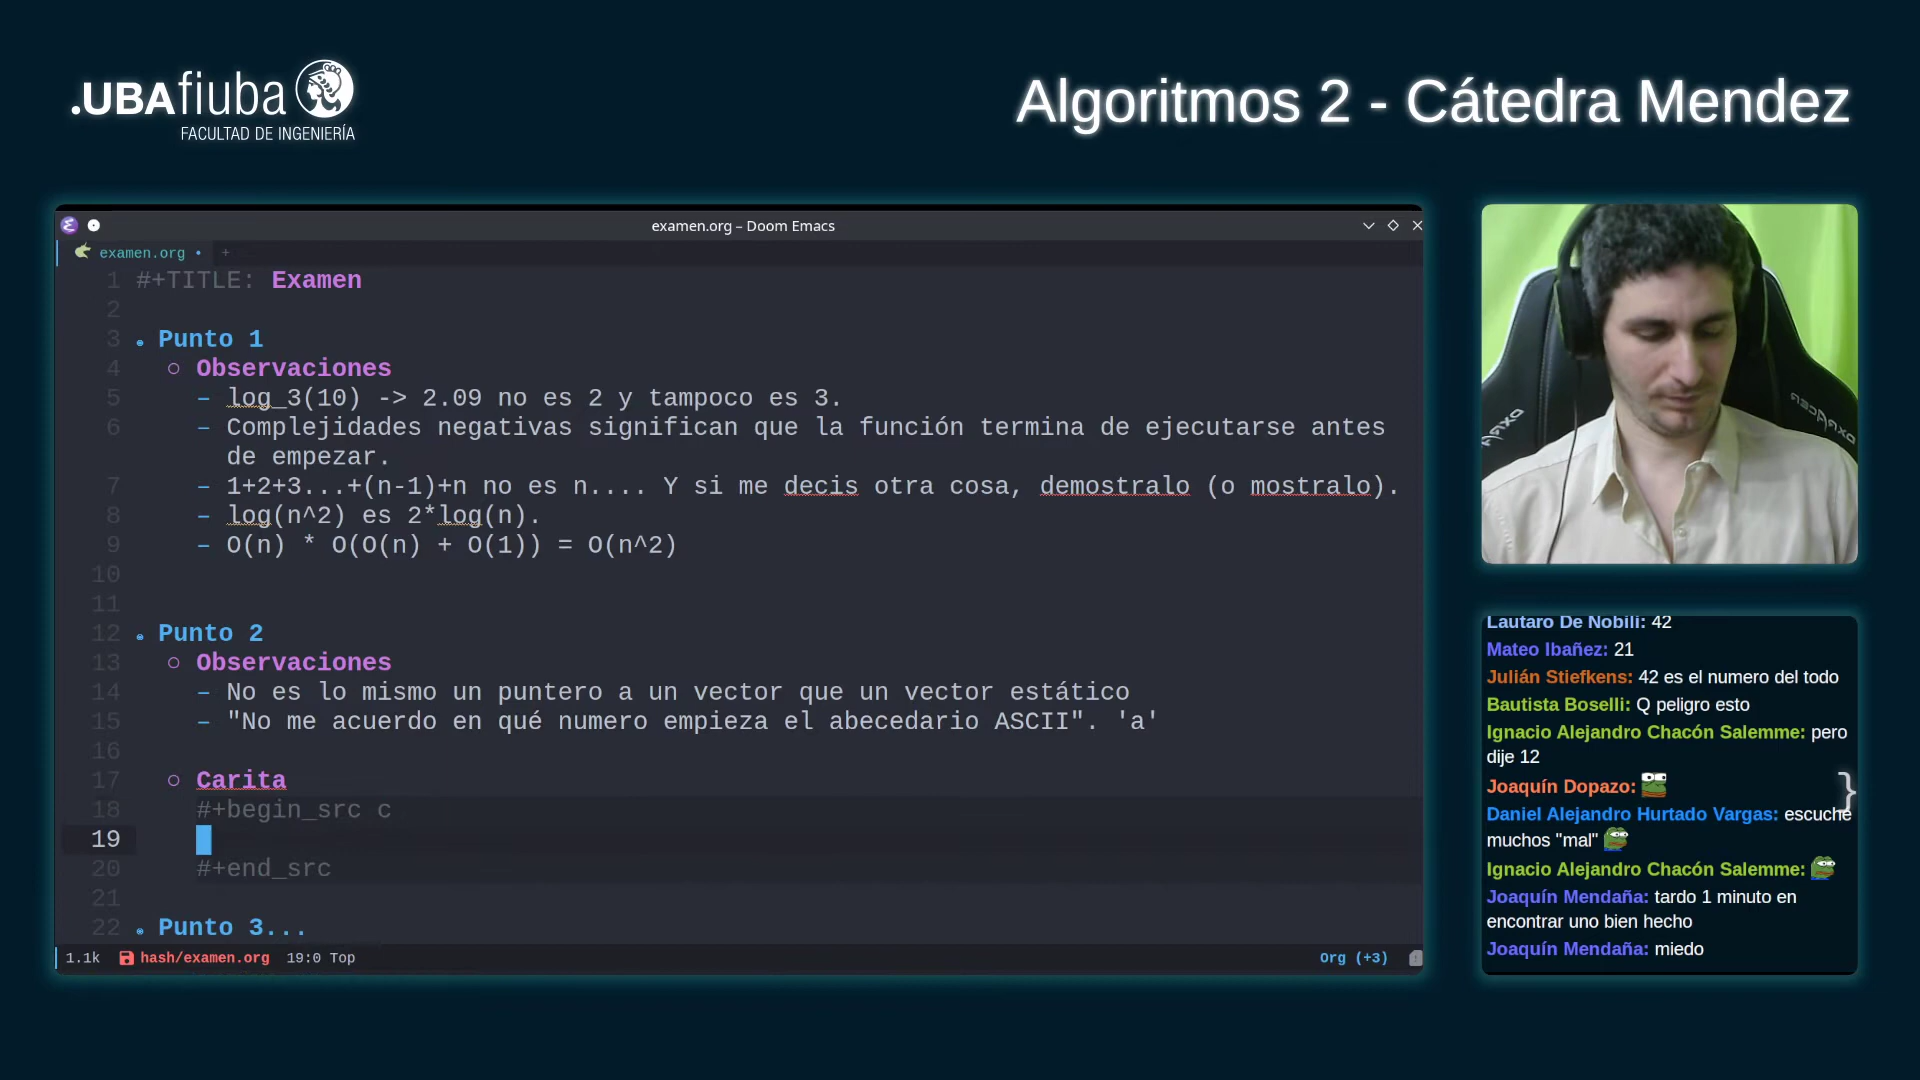 .UBAfiuba
FACULTAD DE INGENIERÍA
Algoritmos 2 - Cátedra Mendez
examen.org – Doom Emacs
examen.org • +
1 #+TITLE: Examen
2
3 Punto 1
4 Observaciones
5 – log_3(10) -> 2.09 no es 2 y tampoco es 3.
6 – Complejidades negativas significan que la función termina de ejecutarse antes
de empezar.
7 – 1+2+3...+(n-1)+n no es n.... Y si me decis otra cosa, demostralo (o mostralo).
8 – log(n^2) es 2*log(n).
9 – O(n) * O(O(n) + O(1)) = O(n^2)
10
11
12 Punto 2
13 Observaciones
14 – No es lo mismo un puntero a un vector que un vector estático
15 – "No me acuerdo en qué numero empieza el abecedario ASCII". 'a'
16
17 Carita
18 #+begin_src c
19
20 #+end_src
21
22 Punto 3...
1.1k hash/examen.org 19:0 Top Org (+3)
DXRACER
DXRACER
Lautaro De Nobili: 42
Mateo Ibañez: 21
Julián Stiefkens: 42 es el numero del todo
Bautista Boselli: Q peligro esto
Ignacio Alejandro Chacón Salemme: pero
dije 12
Joaquín Dopazo:
}
Daniel Alejandro Hurtado Vargas: escuche
muchos "mal"
Ignacio Alejandro Chacón Salemme:
Joaquín Mendaña: tardo 1 minuto en
encontrar uno bien hecho
Joaquín Mendaña: miedo